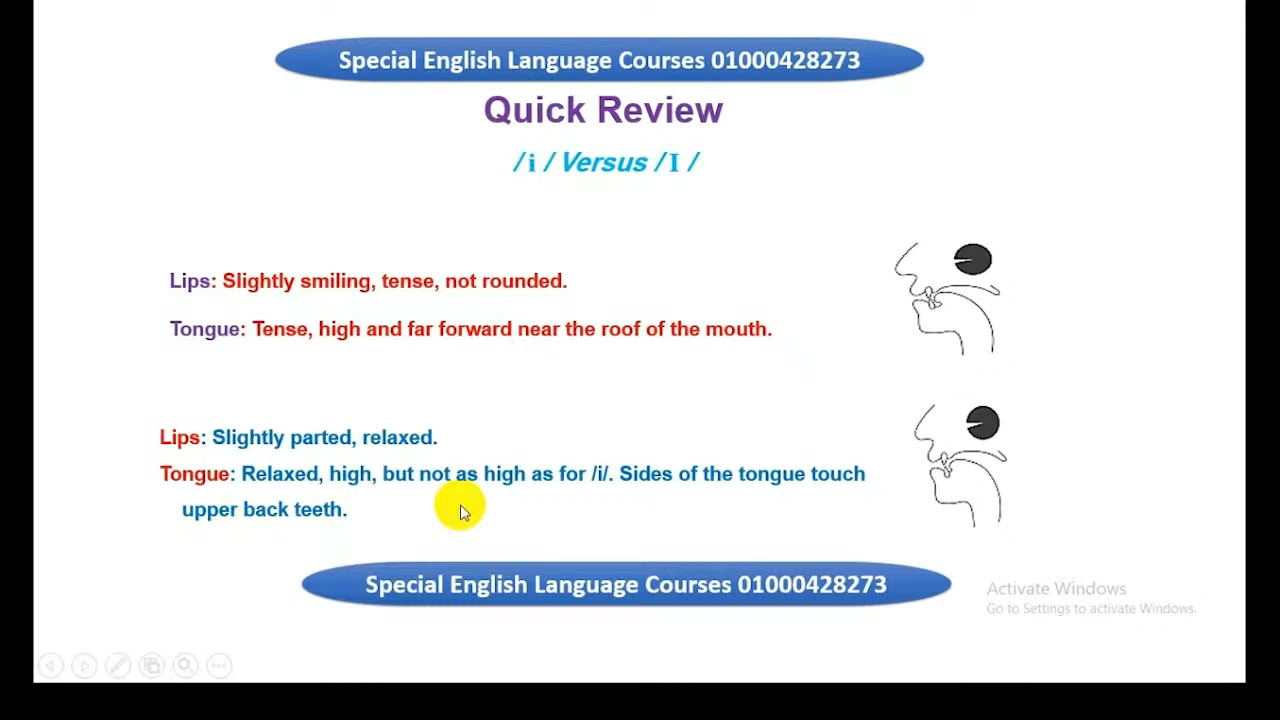 Special English Language Courses 01000428273
Quick Review
/i / Versus /I /
Lips: Slightly smiling, tense, not rounded.
Tongue: Tense, high and far forward near the roof of the mouth.
Lips: Slightly parted, relaxed.
Tongue: Relaxed, high, but not as high as for /i/. Sides of the tongue touch
upper back teeth.
Special English Language Courses 01000428273
Activate Windows
Go to Settings to activate Windows.